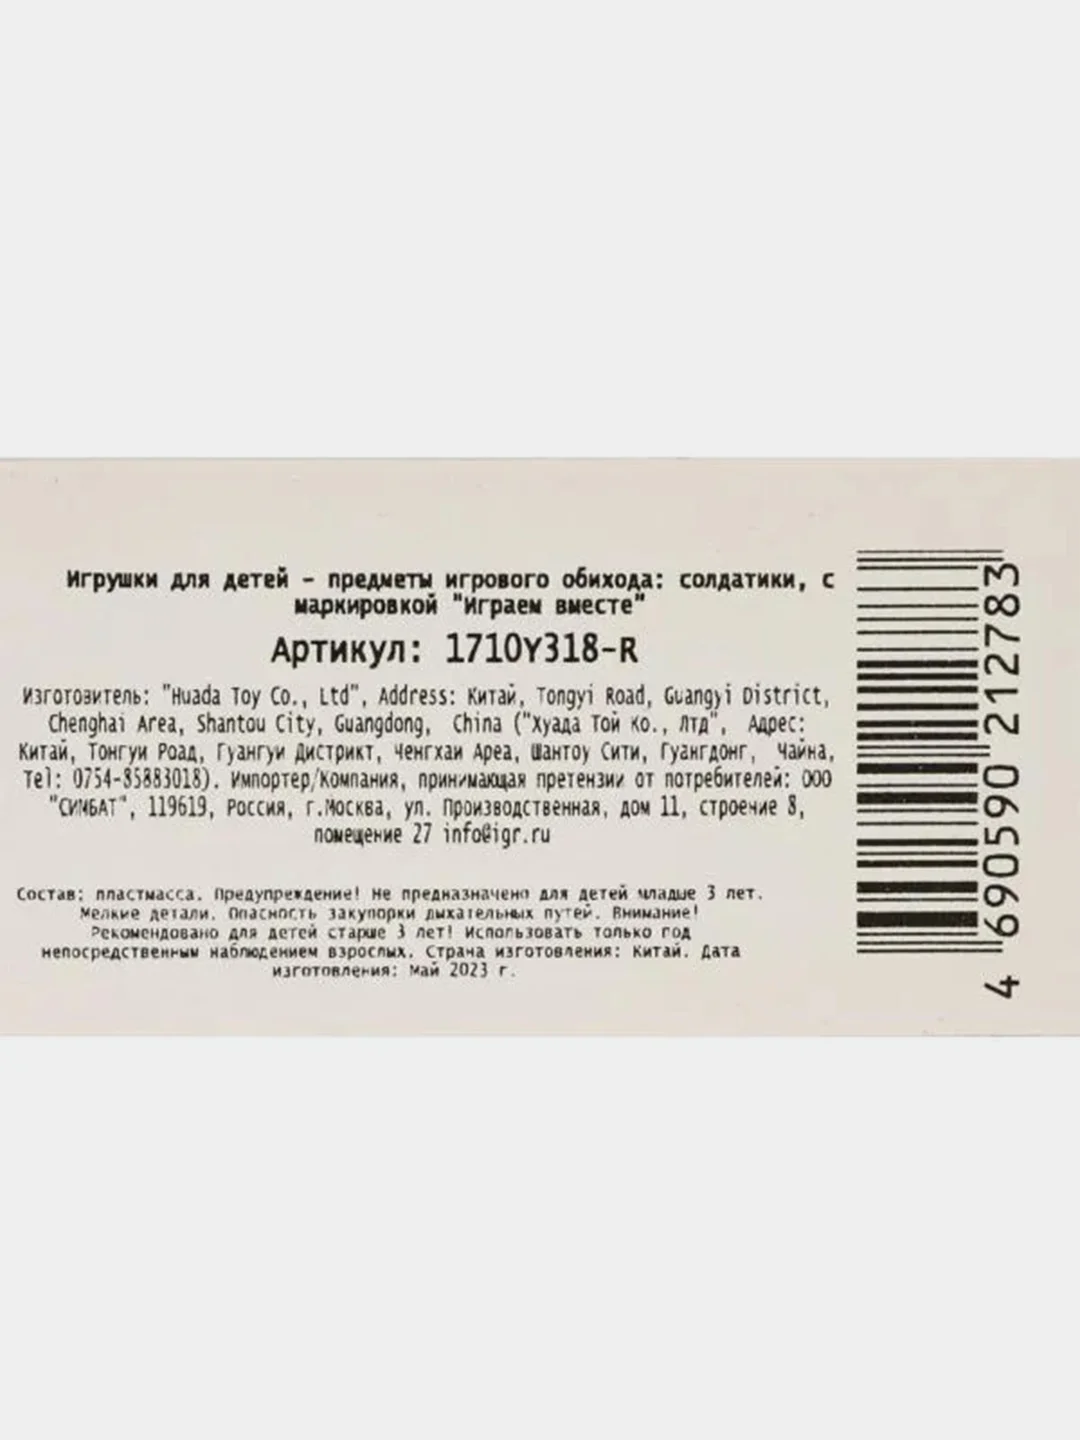 Игрушки для детей - предметы игрового обихода: солдатики, с
маркировкой "Играем вместе"
Артикул: 1710Y318-R
Изготовитель: "Huada Toy Co., Ltd", Address: Китай, Tongyi Road, Guangyi District,
Chenghai Area, Shantou City, Guangdong, China ("Хуада Той Ко., Лтд", Адрес:
Китай, Тонгуи Роад, Гуангуи Дистрикт, Ченгхаи Ареа, Шантоу Сити, Гуангдонг, Чайна,
Tel: 0754-85883018). Импортер/Компания, принимающая претензии от потребителей: ООО
"СИМБАТ", 119619, Россия, г.Москва, ул. Производственная, дом 11, строение 8,
помещение 27 info@igr.ru
Состав: пластмасса. Предупреждение! Не предназначено для детей младше 3 лет.
Мелкие детали. Опасность закупорки дыхательных путей. Внимание!
Рекомендовано для детей старше 3 лет! Использовать только под
непосредственным наблюдением взрослых. Страна изготовления: Китай. Дата
изготовления: Май 2023 г.
4 690590 212783